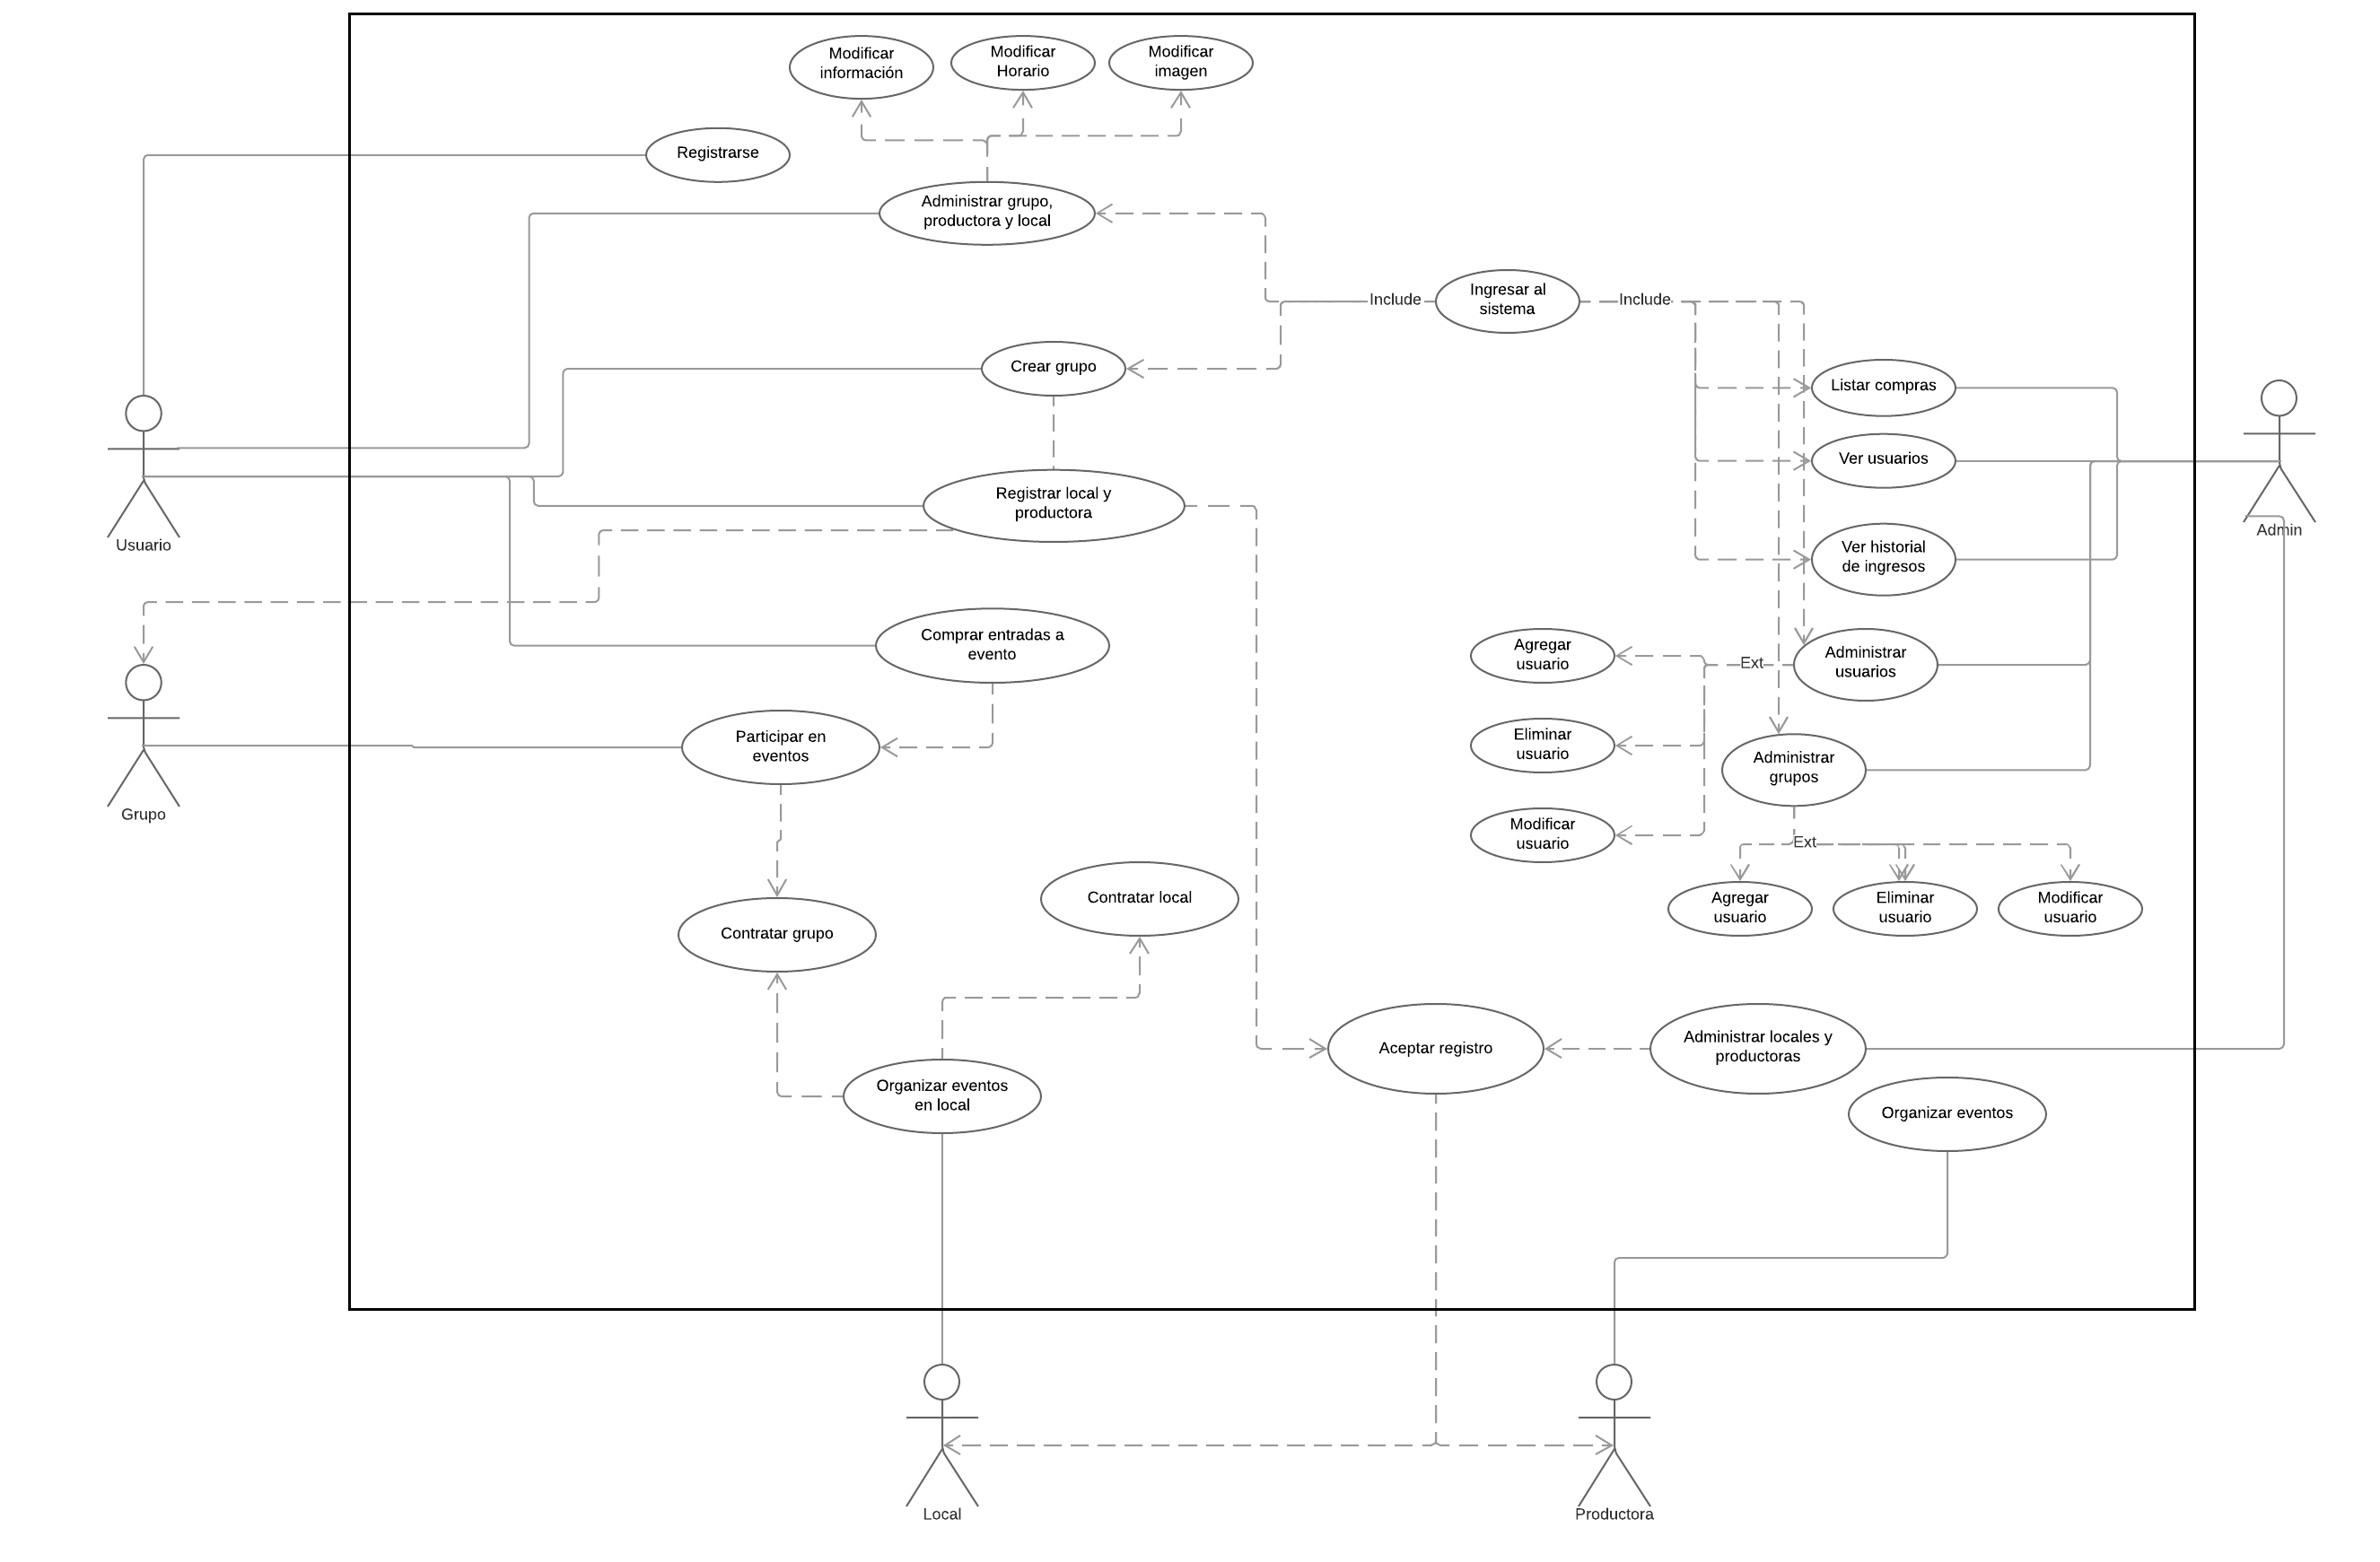 Modificar
información
Modificar
Horario
Modificar
imagen
Registrarse
Administrar grupo,
productora y local
Include
Ingresar al
sistema
Include
Crear grupo
Listar compras
Ver usuarios
Registrar local y
productora
Usuario
Admin
Ver historial
de ingresos
Comprar entradas a
evento
Agregar
usuario
Ext
Administrar
usuarios
Participar en
eventos
Eliminar
usuario
Administrar
grupos
Grupo
Modificar
usuario
Ext
Contratar local
Agregar
usuario
Eliminar
usuario
Modificar
usuario
Contratar grupo
Aceptar registro
Administrar locales y
productoras
Organizar eventos
en local
Organizar eventos
Local
Productora